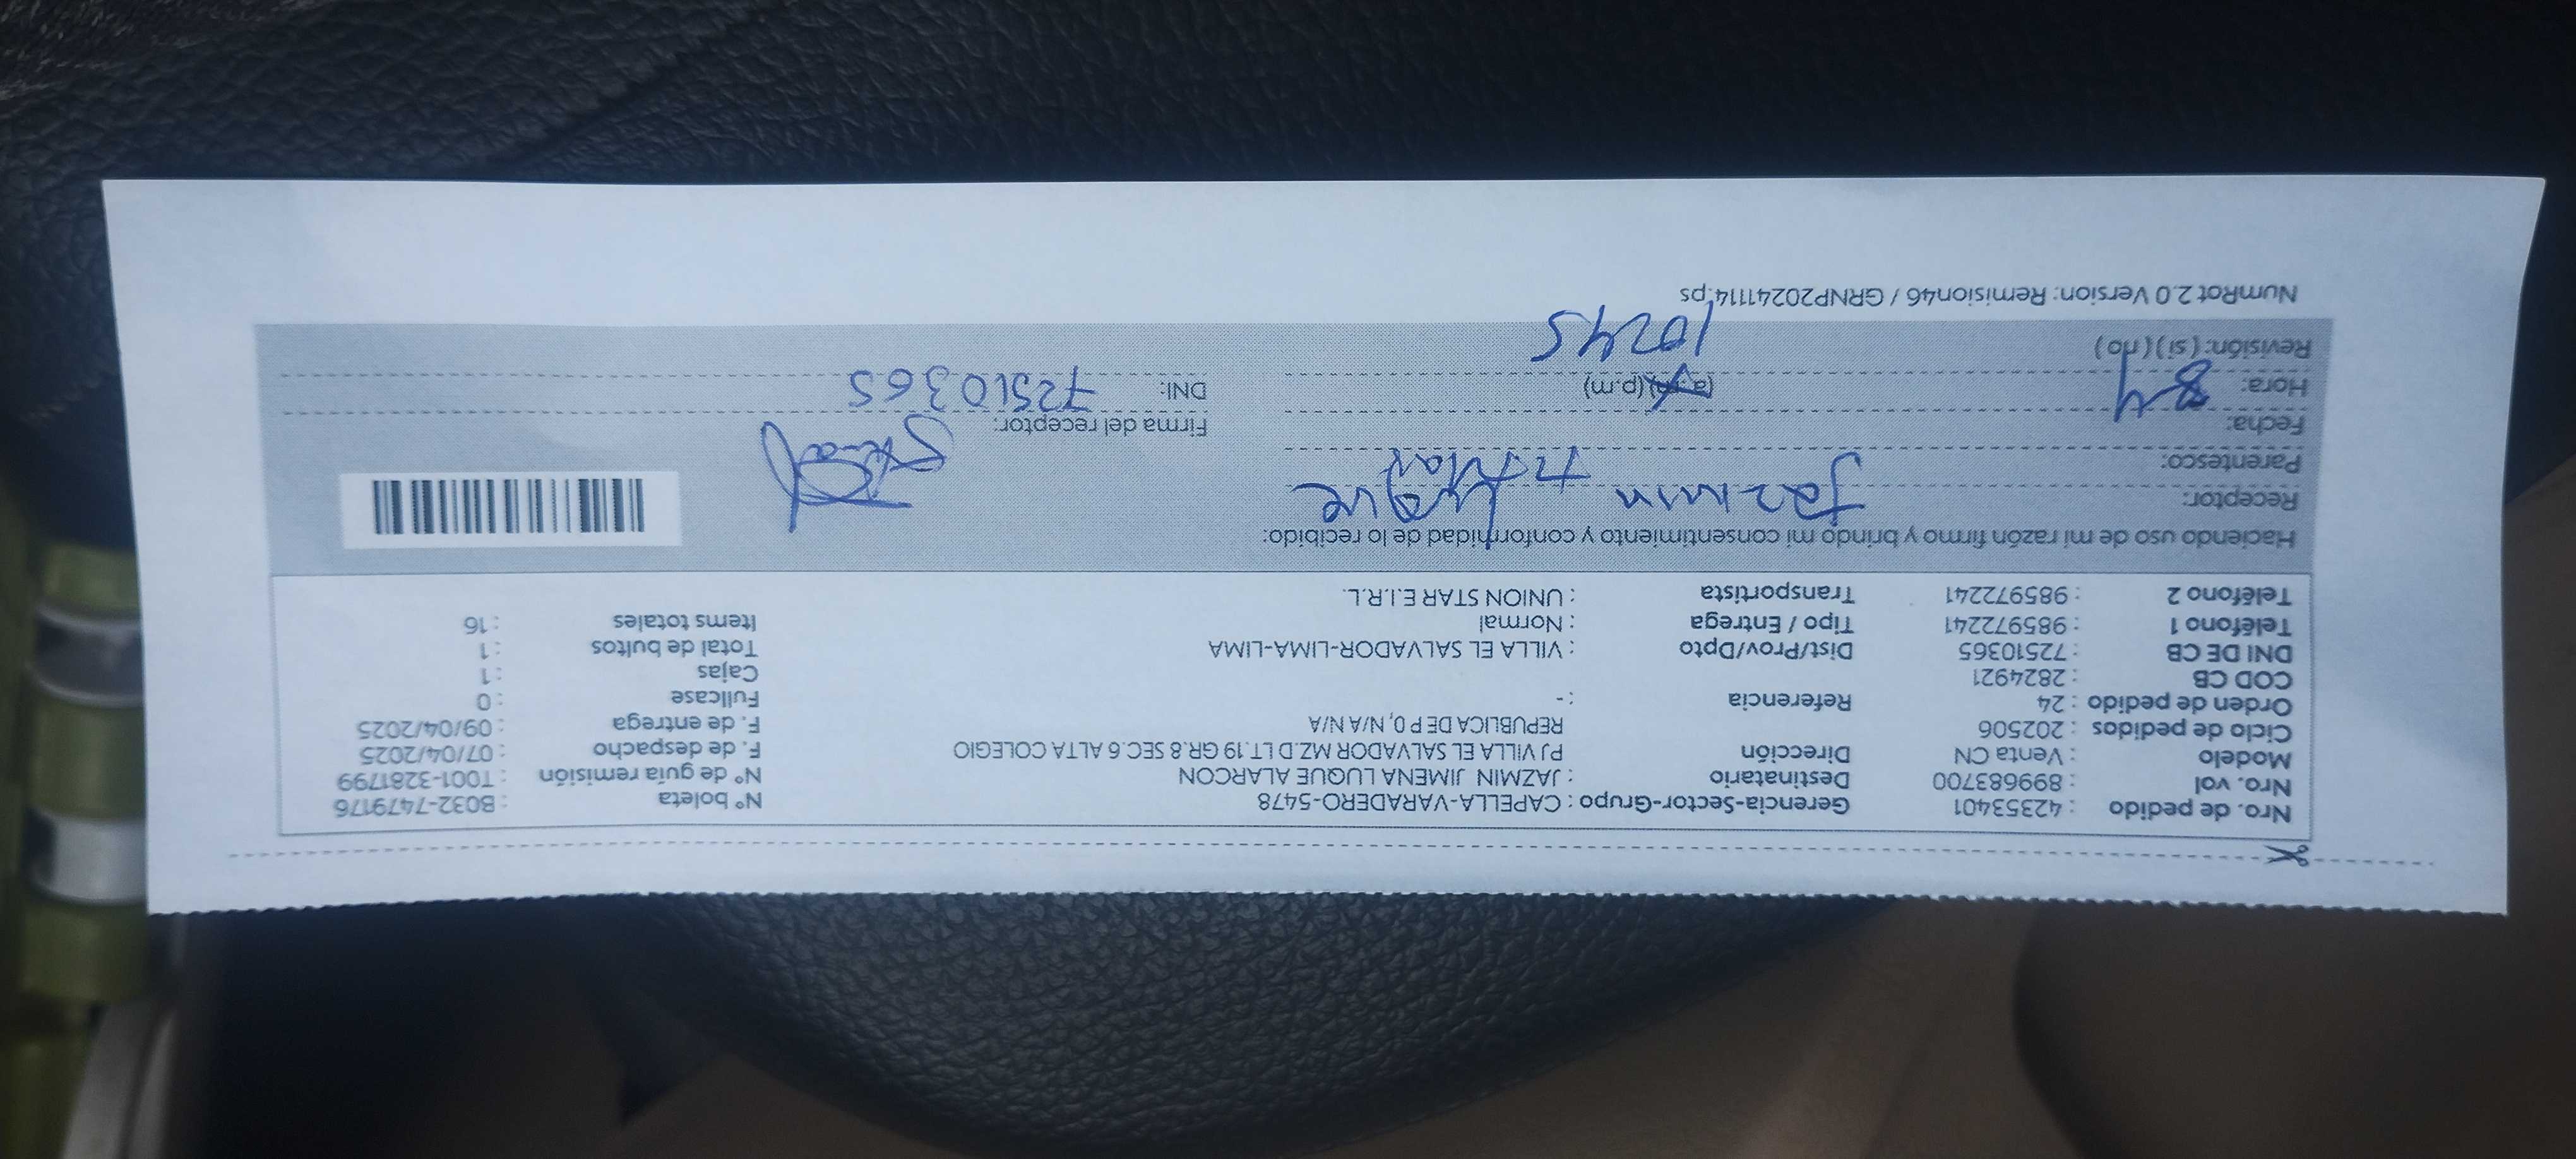 Nro. de pedido : 42353401 Gerencia-Sector-Grupo : CAPELLA-VARADERO-5478 N° boleta : B032-7479176
Nro. vol : 899683700 Destinatario : JAZMIN JIMENA LUQUE ALARCON N° de guía remisión : T001-3281799
Modelo : Venta CN Dirección PJ VILLA EL SALVADOR MZ.D LT.19 GR.8 SEC.6 ALTA COLEGIO F. de despacho : 07/04/2025
Ciclo de pedidos : 202506 REPUBLICA DE P 0, N/A N/A F. de entrega : 09/04/2025
Orden de pedido : 24 Referencia : - Fullcase : 0
COD CB : 2824921 Cajas : 1
DNI DE CB : 72510365 Dist/Prov/Dpto : VILLA EL SALVADOR-LIMA-LIMA Total de bultos : 1
Teléfono 1 : 985972241 Tipo / Entrega : Normal Items totales : 16
Teléfono 2 : 985972241 Transportista : UNION STAR E.I.R.L.
Haciendo uso de mi razón firmo y brindo mi consentimiento y conformidad de lo recibido:
Receptor: Jazmin Luque
Parentesco: Titular
Fecha: Firma del receptor:
Hora: 84 (a.m)(p.m) DNI: 72510365
Revisión: (si) (no) 10245
NumRot 2.0 Version: Remision46 / GRNP20241114.ps